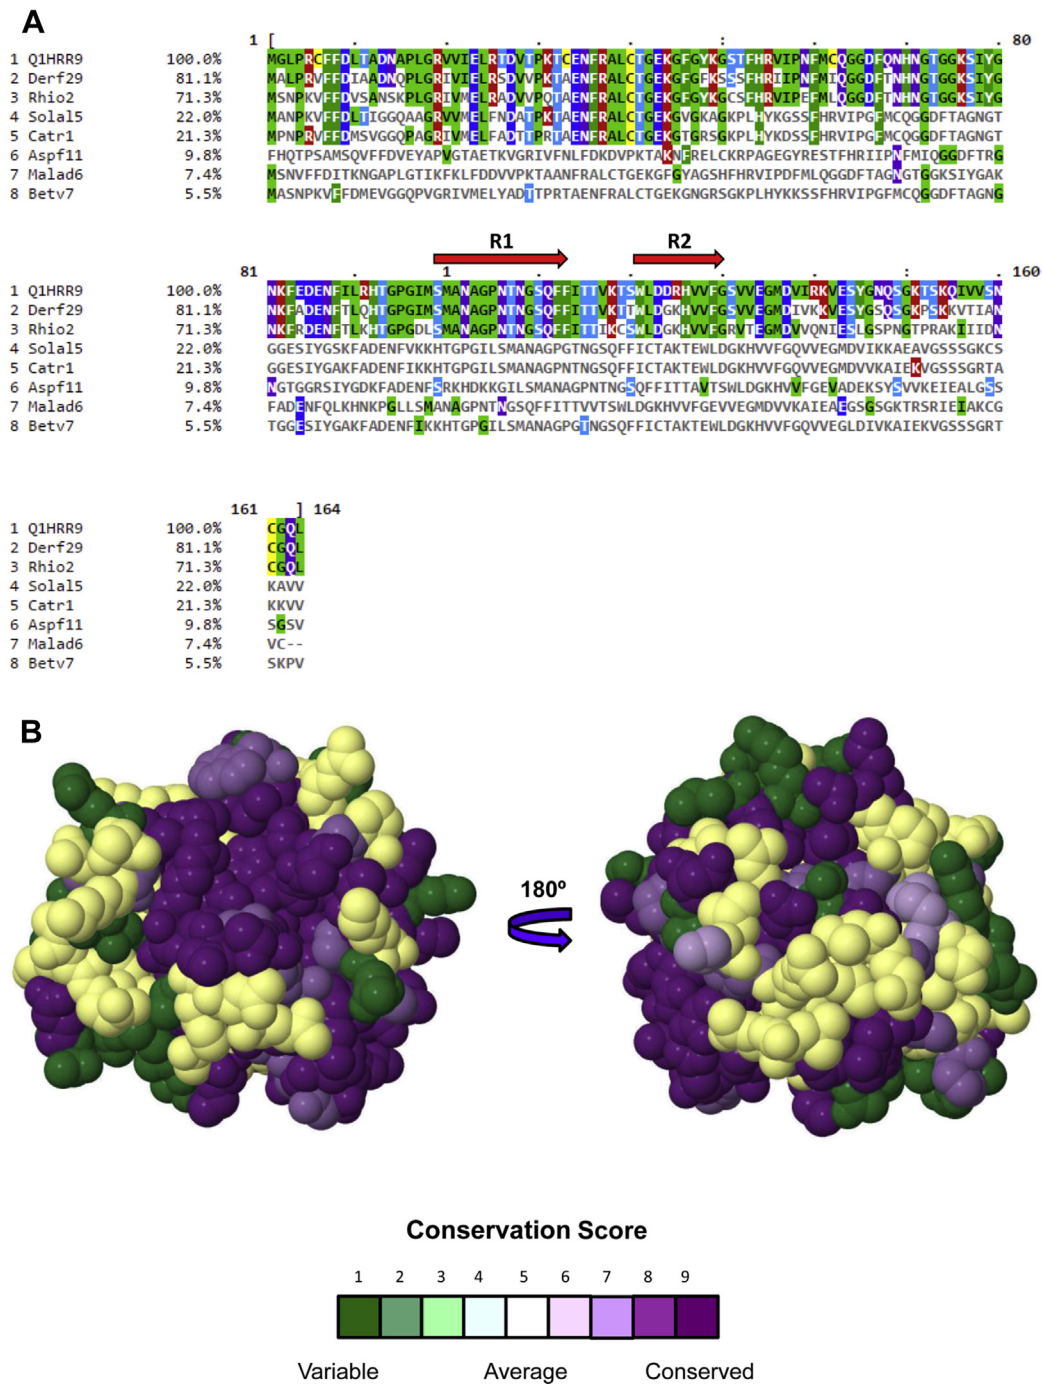 A
1 [ . . . . : . . . 80
1 Q1HRR9 100.0% MGLPRCFFDLTADNAPLGRVVIELRTDVTPKTCENFRALCTGEKGFGYKGSTFHRVIPNFMCQGGDFQNHNGTGGKSIYG
2 Derf29 81.1% MALPRVFFDIAADNQPLGRIVIELRSDVVPKTAENFRALCTGEKGFGFKSSSFHRIIPNFMIQGGDFTNHNGTGGKSIYG
3 Rhio2 71.3% MSNPKVFFDVSANSKPLGRIVMELRADVVPQTAENFRALCTGEKGFGYKGCSFHRVIPEFMLQGGDFTNHNGTGGKSIYG
4 Solal5 22.0% MANPKVFFDLTIGGQAAGRVVMELFNDATPKTAENFRALCTGEKGVGKAGKPLHYKGSSFHRVIPGFMCQGGDFTAGNGT
5 Catr1 21.3% MPNPRVFFDMSVGGQPAGRIVMELFADTTPRTAENFRALCTGEKGTGRSGKPLHYKDSSFHRVIPGFMCQGGDFTAGNGT
6 Aspf11 9.8% FHQTPSAMSQVFFDVEYAPVGTAETKVGRIVFNLFDKDVPKTAKNFRELCKRPAGEGYRESTFHRIIPNFMIQGGDFTRG
7 Malad6 7.4% MSNVFFDITKNGAPLGTIKFKLFDDVVPKTAANFRALCTGEKGFGYAGSHFHRVIPDFMLQGGDFTAGNGTGGKSIYGAK
8 Betv7 5.5% MASNPKVFFDMEVGGQPVGRIVMELYADTTPRTAENFRALCTGEKGNGRSGKPLHYKKSSFHRVIPGFMCQGGDFTAGNG
R1 R2
81 . 1 . . . . : . 160
1 Q1HRR9 100.0% NKFEDENFILRHTGPGIMSMANAGPNTNGSQFFITTVKTSWLDDRHVVFGSVVEGMDVIRKVESYGNQSGKTSKQIVVSN
2 Derf29 81.1% NKFADENFTLQHTGPGIMSMANAGPNTNGSQFFITTVKTTWLDGKHVVFGSVVEGMDIVKKVESYGSQSGKPSKKVTIAN
3 Rhio2 71.3% NKFRDENFTLKHTGPGDLSMANAGPNTNGSQFFITTIKCSWLDGKHVVFGRVTEGMDVVQNIESLGSPNGTPRAKIIIDN
4 Solal5 22.0% GGESIYGSKFADENFVKKHTGPGILSMANAGPGTNGSQFFICTAKTEWLDGKHVVFGQVVEGMDVIKKAEAVGSSSGKCS
5 Catr1 21.3% GGESIYGAKFADENFIKKHTGPGILSMANAGPNTNGSQFFICTAKTEWLDGKHVVFGQVVEGMDVVKAIEKVGSSSGRTA
6 Aspf11 9.8% NGTGGRSIYGDKFADENFSRKHDKKGILSMANAGPNTNGSQFFITTAVTSWLDGKHVVFGEVADEKSYSVVKEIEALGSS
7 Malad6 7.4% FADENFQLKHNKPGLLSMANAGPNTNGSQFFITTVVTSWLDGKHVVFGEVVEGMDVVKAIEAEGSGSGKTRSRIEIAKCG
8 Betv7 5.5% TGGESIYGAKFADENFIKKHTGPGILSMANAGPGTNGSQFFICTAKTEWLDGKHVVFGQVVEGLDIVKAIEKVGSSSGRT
161 ] 164
1 Q1HRR9 100.0% CGQL
2 Derf29 81.1% CGQL
3 Rhio2 71.3% CGQL
4 Solal5 22.0% KAVV
5 Catr1 21.3% KKVV
6 Aspf11 9.8% SGSV
7 Malad6 7.4% VC--
8 Betv7 5.5% SKPV
B
180º
Conservation Score
1 2 3 4 5 6 7 8 9
Variable Average Conserved